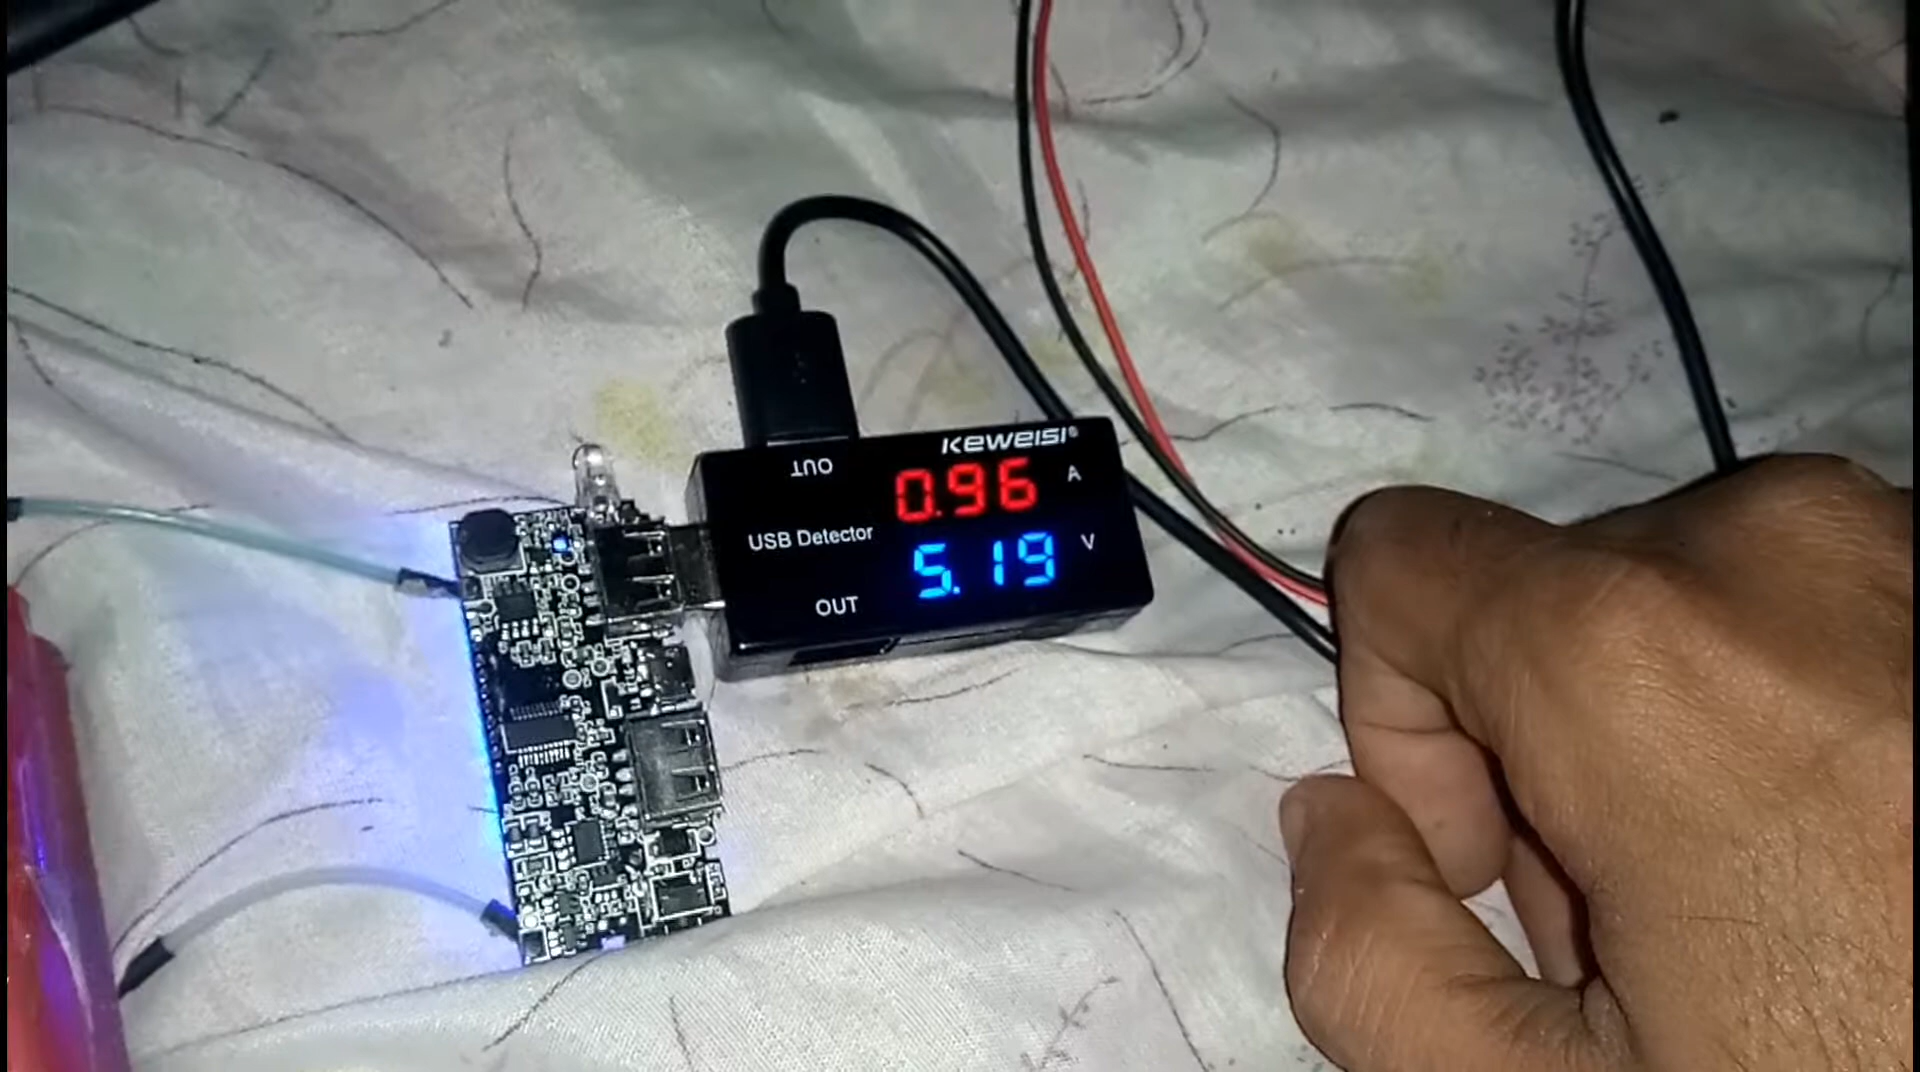 KEWEISI®
OUT
0.96 A
USB Detector
5.19 V
OUT